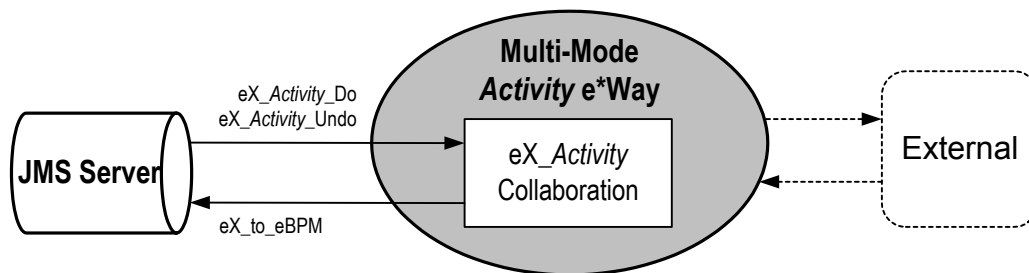 Multi-Mode
Activity e*Way
eX_Activity_Do
eX_Activity_Undo
JMS Server
eX_Activity
Collaboration
External
eX_to_eBPM